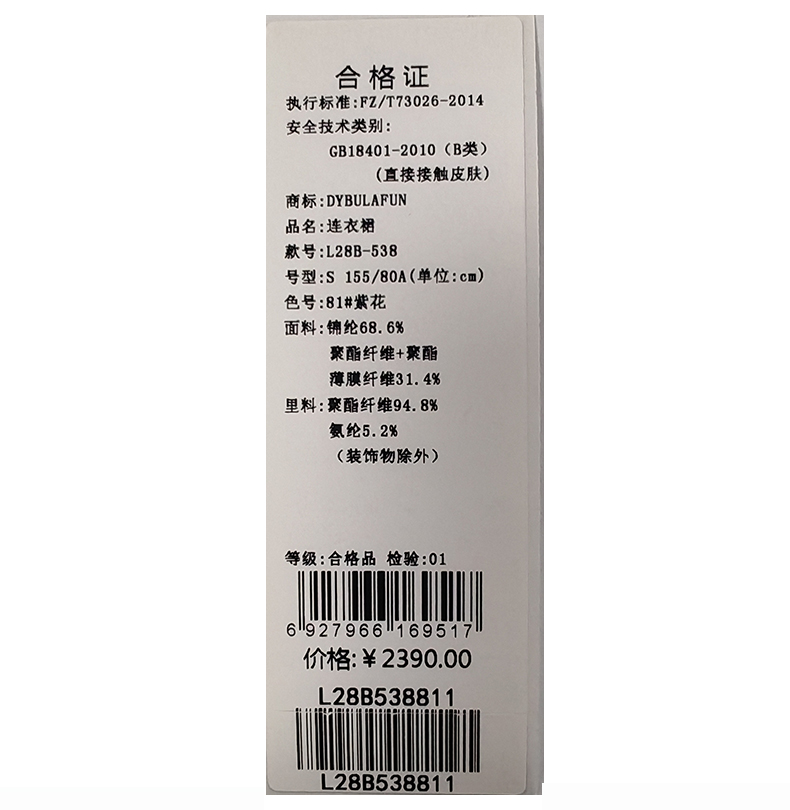 合格证
执行标准:FZ/T73026-2014
安全技术类别:
GB18401-2010（B类）
(直接接触皮肤)
商标:DYBULAFUN
品名:连衣裙
款号:L28B-538
号型:S 155/80A(单位:cm)
色号:81#紫花
面料:锦纶68.6%
聚酯纤维+聚酯
薄膜纤维31.4%
里料:聚酯纤维94.8%
氨纶5.2%
（装饰物除外）
等级:合格品 检验:01
6 927966 169517
价格:￥2390.00
L28B538811
L28B538811